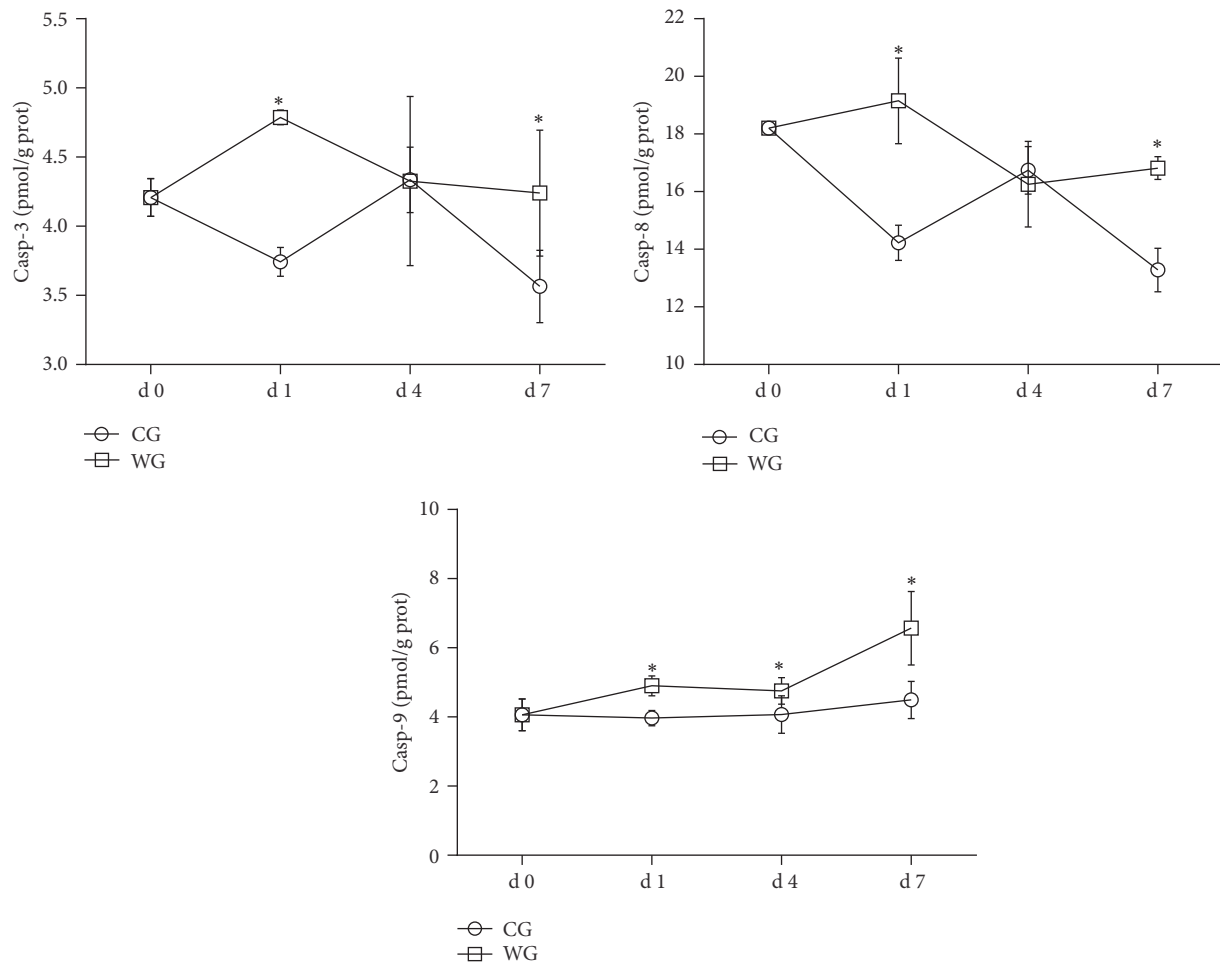 5.5
5.0
4.5
4.0
3.5
3.0
Casp-3 (pmol/g prot)
*
*
d 0 d 1 d 4 d 7
CG
WG
22
20
18
16
14
12
10
Casp-8 (pmol/g prot)
*
*
d 0 d 1 d 4 d 7
CG
WG
10
8
6
4
2
0
Casp-9 (pmol/g prot)
*
*
*
d 0 d 1 d 4 d 7
CG
WG